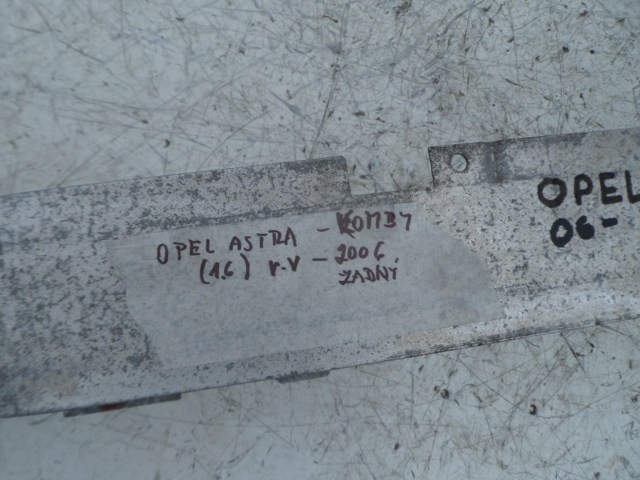 OPEL ASTRA - KOMBY
(1.6) r.v - 2006
ZADNÝ
OPEL
06-